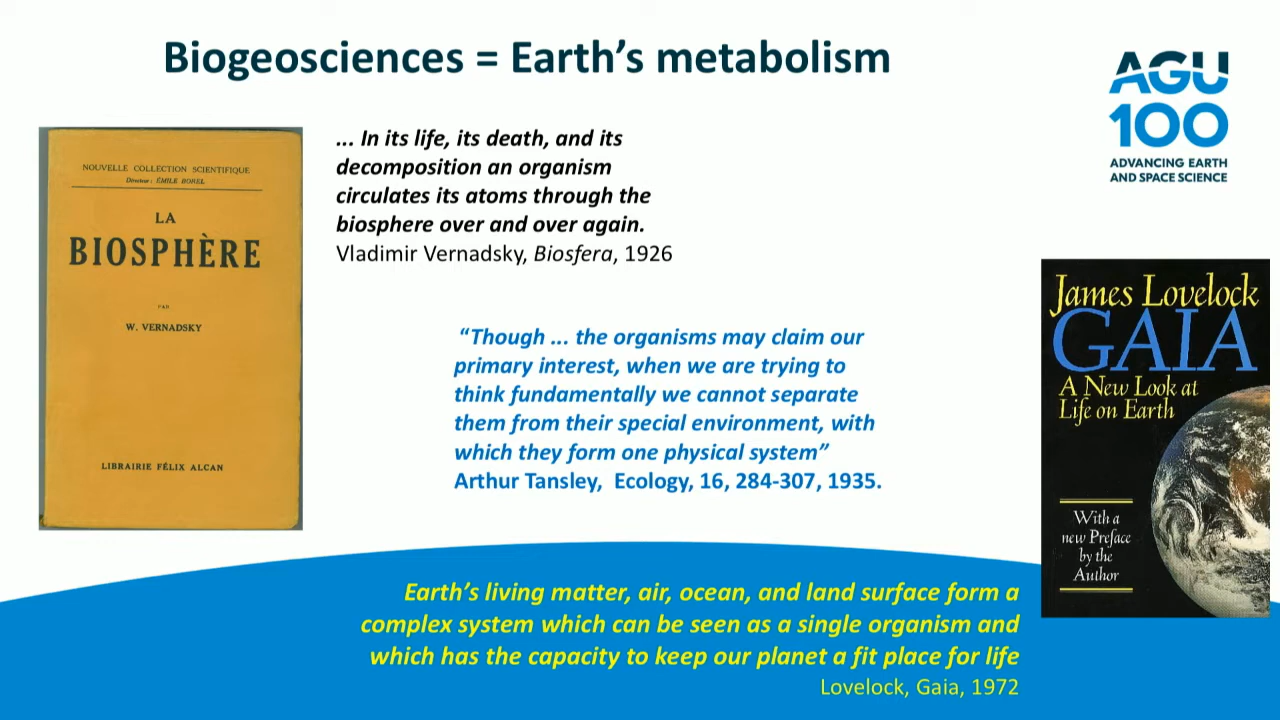 Biogeosciences = Earth's metabolism
AGU
100
ADVANCING EARTH
AND SPACE SCIENCE
NOUVELLE COLLECTION SCIENTIFIQUE
Directeur : ÉMILE BOREL
LA
BIOSPHÈRE
PAR
W. VERNADSKY
LIBRAIRIE FÉLIX ALCAN
... In its life, its death, and its
decomposition an organism
circulates its atoms through the
biosphere over and over again.
Vladimir Vernadsky, Biosfera, 1926
“Though ... the organisms may claim our
primary interest, when we are trying to
think fundamentally we cannot separate
them from their special environment, with
which they form one physical system”
Arthur Tansley, Ecology, 16, 284-307, 1935.
James Lovelock
GAIA
A New Look at
Life on Earth
With a
new Preface
by the
Author
Earth's living matter, air, ocean, and land surface form a
complex system which can be seen as a single organism and
which has the capacity to keep our planet a fit place for life
Lovelock, Gaia, 1972